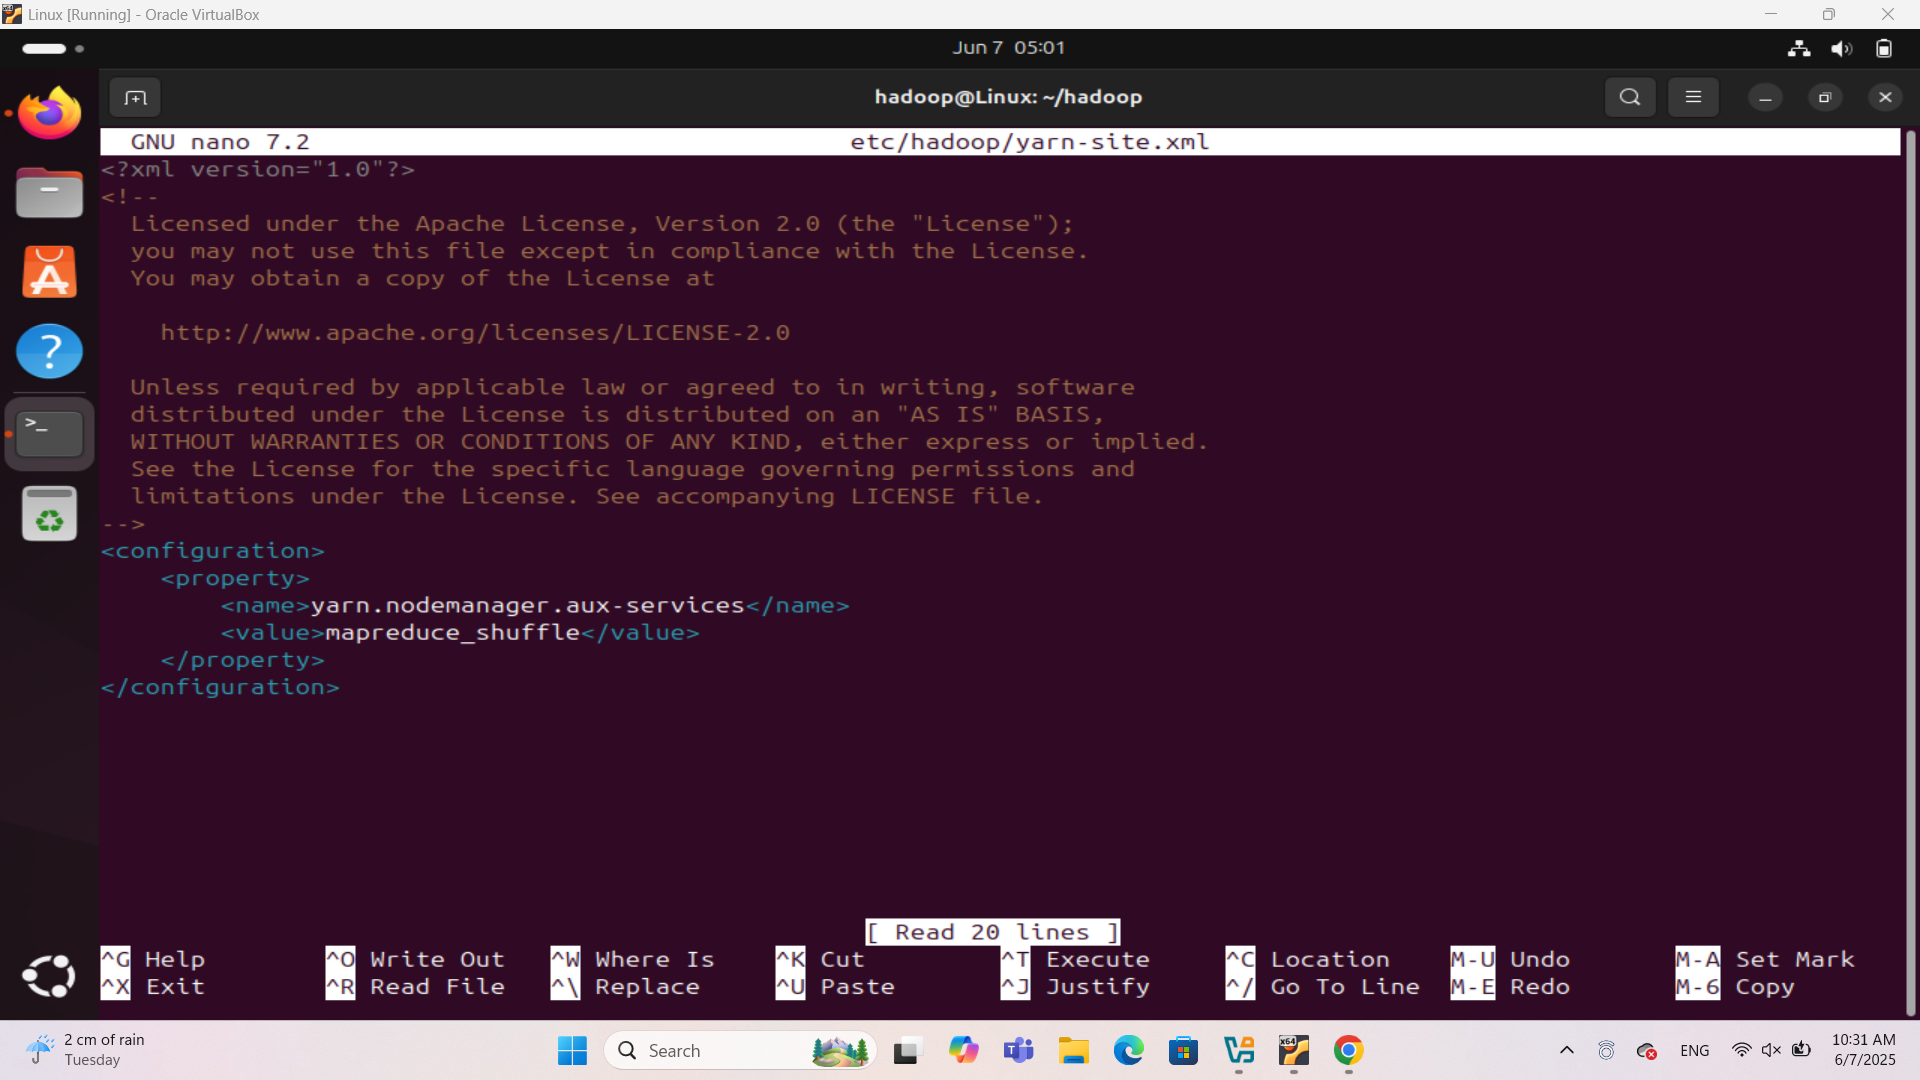 Linux [Running] - Oracle VirtualBox
Jun 7 05:01
hadoop@Linux: ~/hadoop
GNU nano 7.2 etc/hadoop/yarn-site.xml
<?xml version="1.0"?>
<!--
Licensed under the Apache License, Version 2.0 (the "License");
you may not use this file except in compliance with the License.
You may obtain a copy of the License at
http://www.apache.org/licenses/LICENSE-2.0
Unless required by applicable law or agreed to in writing, software
distributed under the License is distributed on an "AS IS" BASIS,
WITHOUT WARRANTIES OR CONDITIONS OF ANY KIND, either express or implied.
See the License for the specific language governing permissions and
limitations under the License. See accompanying LICENSE file.
-->
<configuration>
<property>
<name>yarn.nodemanager.aux-services</name>
<value>mapreduce_shuffle</value>
</property>
</configuration>
[ Read 20 lines ]
^G Help ^O Write Out ^W Where Is ^K Cut ^T Execute ^C Location M-U Undo M-A Set Mark
^X Exit ^R Read File ^\ Replace ^U Paste ^J Justify ^/ Go To Line M-E Redo M-6 Copy
2 cm of rain
Tuesday
Search
ENG
10:31 AM
6/7/2025